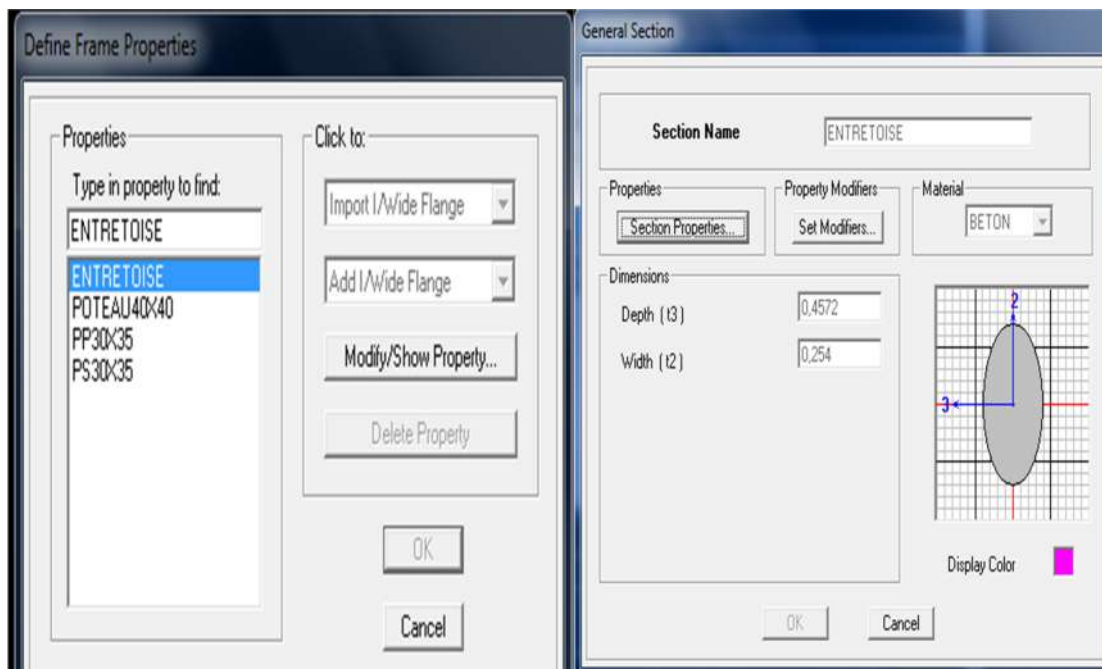 Define Frame Properties
Properties
Type in property to find:
ENTRETOISE
ENTRETOISE
POTEAU40X40
PP30X35
PS30X35
Click to:
Import I/Wide Flange
Add I/Wide Flange
Modify/Show Property...
Delete Property
OK
Cancel
General Section
Section Name
ENTRETOISE
Properties
Section Properties...
Property Modifiers
Set Modifiers...
Material
BETON
Dimensions
Depth ( t3 )
0,4572
Width ( t2 )
0,254
2
3
Display Color
OK
Cancel